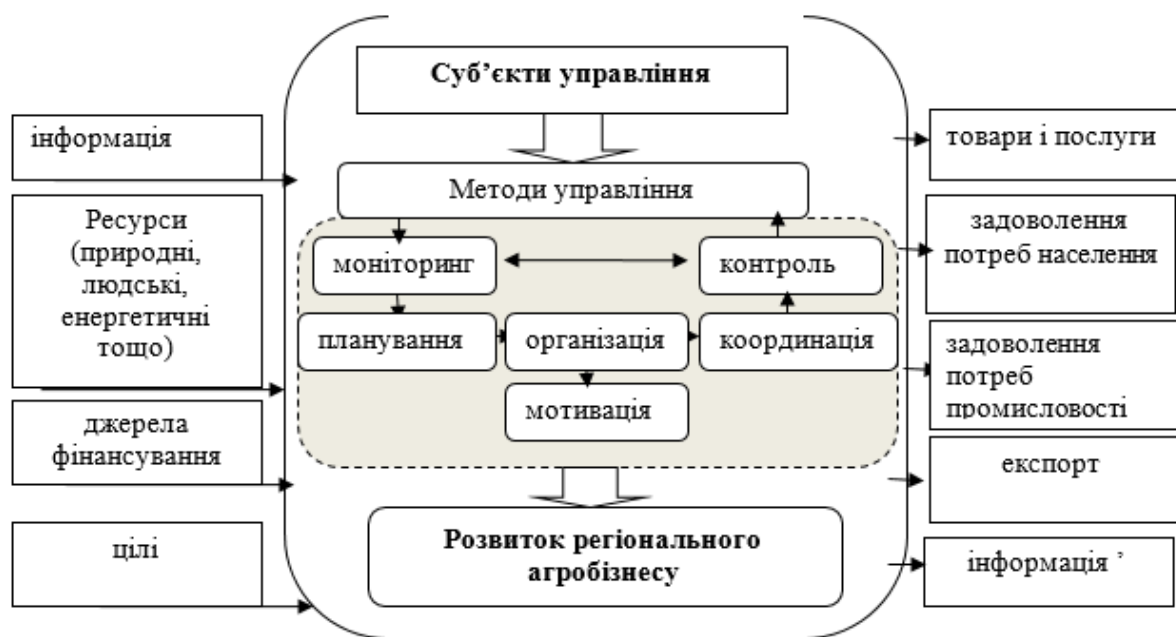 Суб’єкти управління
інформація
товари і послуги
Методи управління
Ресурси
(природні,
людські,
енергетичні
тощо)
задоволення
потреб населення
моніторинг
контроль
планування
організація
координація
задоволення
потреб
промисловості
мотивація
джерела
фінансування
експорт
Розвиток регіонального
агробізнесу
цілі
інформація ’